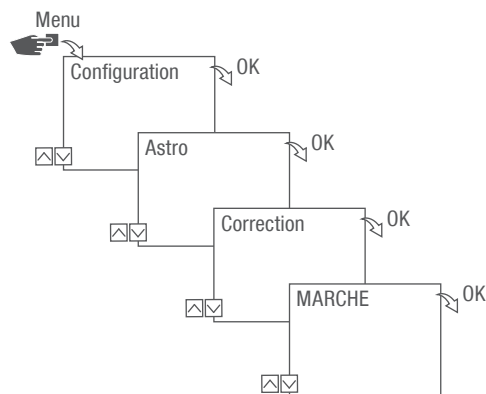 Menu
Configuration
OK
Astro
OK
Correction
OK
MARCHE
OK